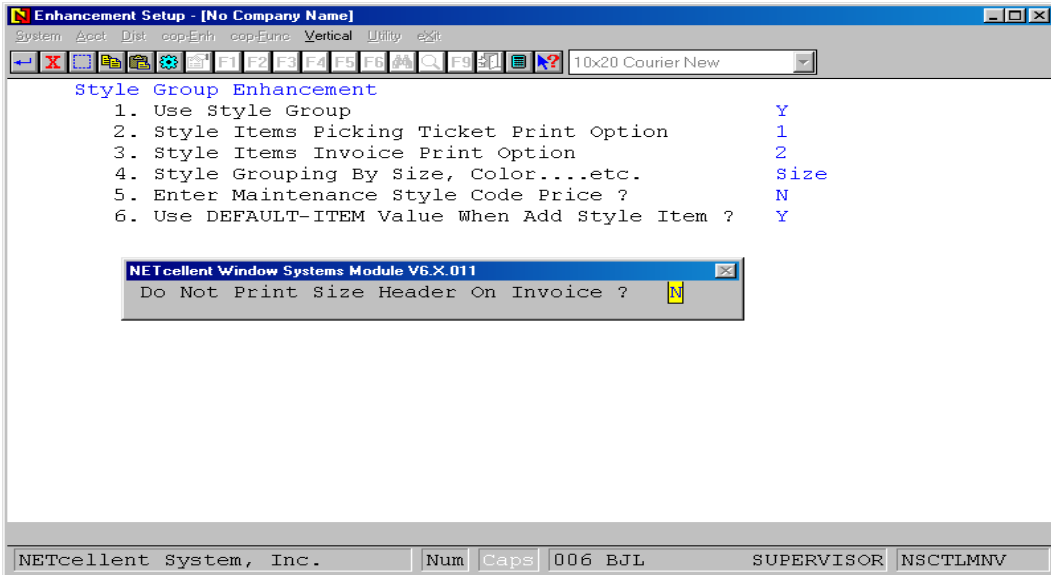 Enhancement Setup - [No Company Name]
System Acct Dist cop-Enh cop-Func Vertical Utility eXit
F1 F2 F3 F4 F5 F6 F9 10x20 Courier New
Style Group Enhancement
1. Use Style Group Y
2. Style Items Picking Ticket Print Option 1
3. Style Items Invoice Print Option 2
4. Style Grouping By Size, Color....etc. Size
5. Enter Maintenance Style Code Price ? N
6. Use DEFAULT-ITEM Value When Add Style Item ? Y
NETcellent Window Systems Module V6.X.011
Do Not Print Size Header On Invoice ? N
NETcellent System, Inc. Num Caps 006 BJL SUPERVISOR NSCTLMNV